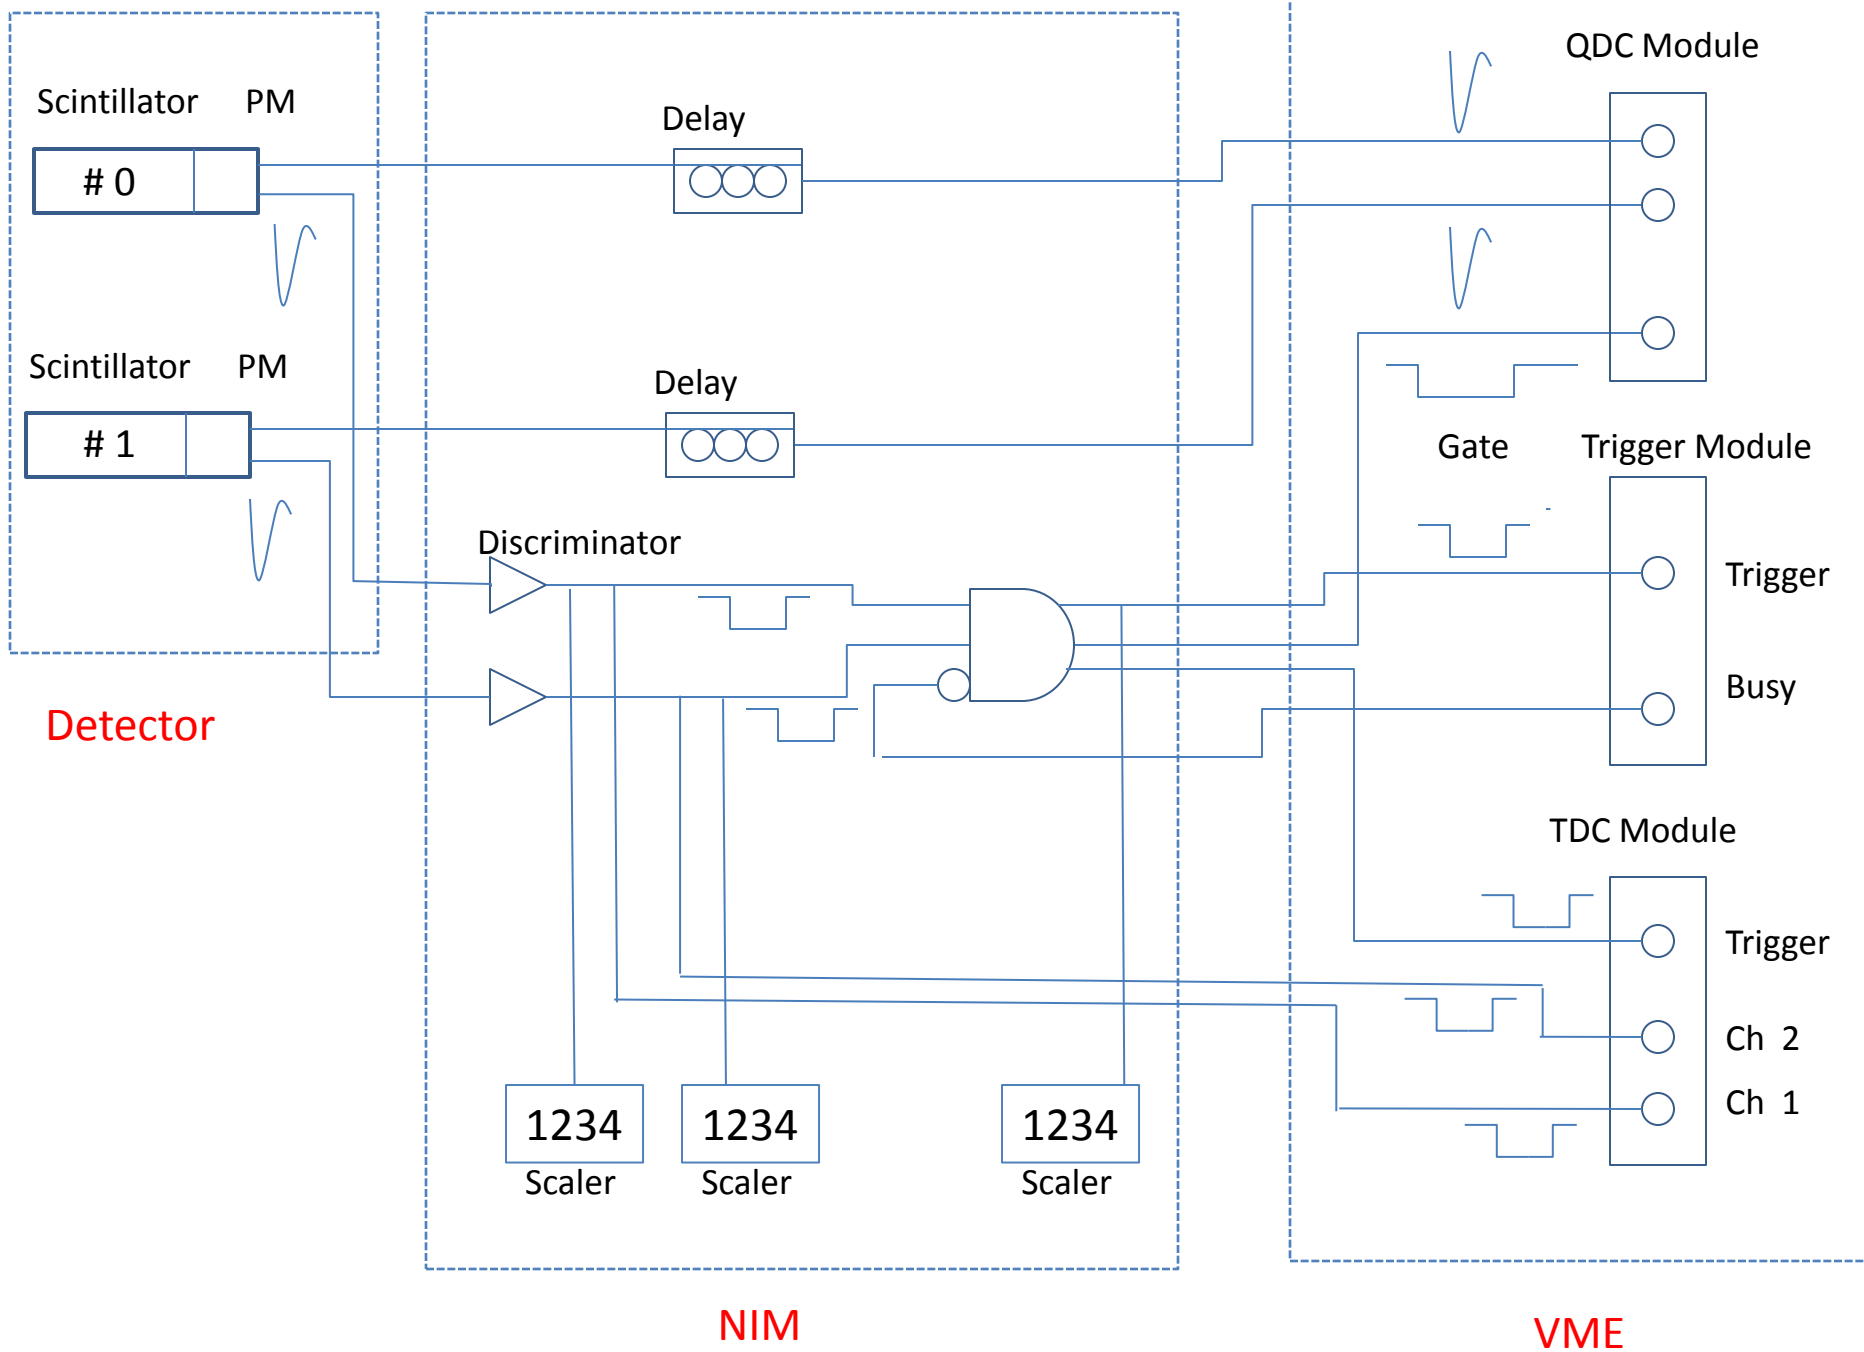 QDC Module
Scintillator PM
Delay
# 0
Scintillator PM
Delay
# 1
Gate
Trigger Module
Discriminator
Trigger
Busy
Detector
TDC Module
Trigger
Ch 2
Ch 1
1234
1234
1234
Scaler
Scaler
Scaler
NIM
VME